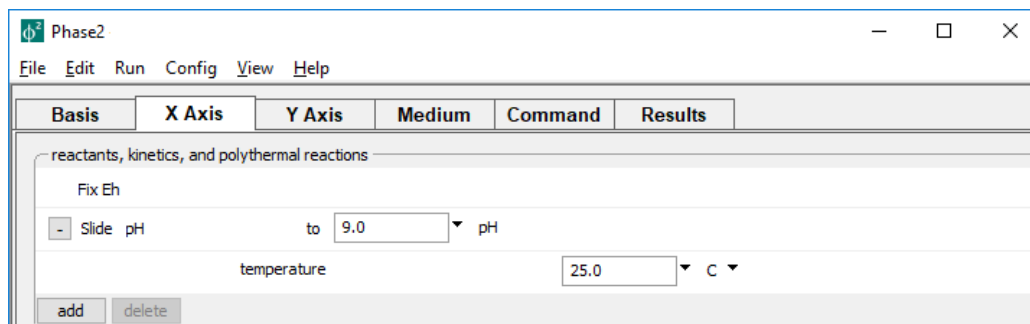 ϕ² Phase2
File Edit Run Config View Help
Basis X Axis Y Axis Medium Command Results
reactants, kinetics, and polythermal reactions
Fix Eh
- Slide pH to 9.0 pH
temperature 25.0 C
add delete